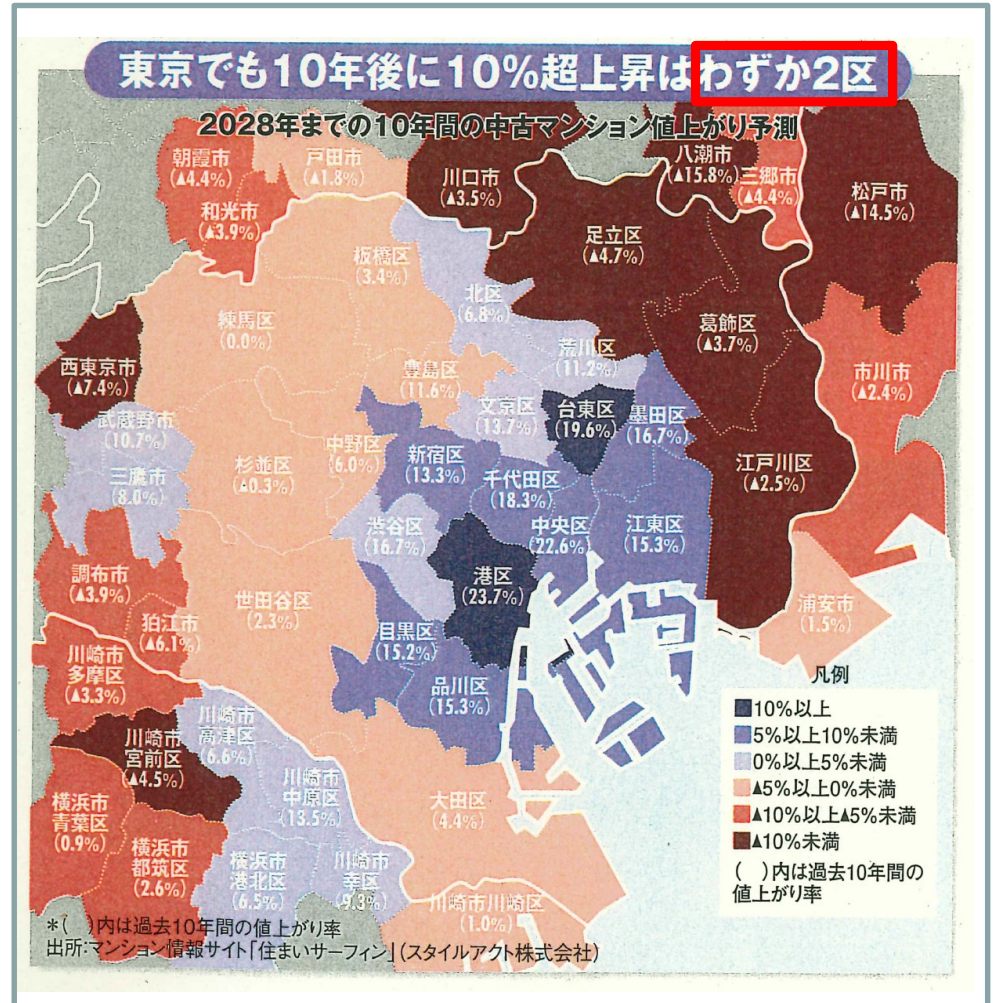 東京でも10年後に10%超上昇はわずか2区
2028年までの10年間の中古マンション値上がり予測
朝霞市
(▲4.4%)
戸田市
(▲1.8%)
和光市
(▲3.9%)
川口市
(▲3.5%)
八潮市
(▲15.8%)
三郷市
(▲4.4%)
松戸市
(▲14.5%)
足立区
(▲4.7%)
板橋区
(3.4%)
北区
(6.8%)
練馬区
(0.0%)
葛飾区
(▲3.7%)
荒川区
(11.2%)
西東京市
(▲7.4%)
豊島区
(11.6%)
市川市
(▲2.4%)
武蔵野市
(10.7%)
文京区
(13.7%)
台東区
(19.6%)
墨田区
(16.7%)
中野区
(6.0%)
新宿区
(13.3%)
杉並区
(▲0.3%)
三鷹市
(8.0%)
千代田区
(18.3%)
江戸川区
(▲2.5%)
渋谷区
(16.7%)
中央区
(22.6%)
江東区
(15.3%)
調布市
(▲3.9%)
港区
(23.7%)
世田谷区
(2.3%)
浦安市
(1.5%)
狛江市
(▲6.1%)
目黒区
(15.2%)
川崎市
多摩区
(▲3.3%)
品川区
(15.3%)
川崎市
高津区
(6.6%)
川崎市
宮前区
(▲4.5%)
川崎市
中原区
(13.5%)
大田区
(4.4%)
横浜市
青葉区
(0.9%)
横浜市
都筑区
(2.6%)
横浜市
港北区
(6.5%)
川崎市
幸区
(9.3%)
川崎市川崎区
(1.0%)
凡例
10%以上
5%以上10%未満
0%以上5%未満
▲5%以上0%未満
▲10%以上▲5%未満
▲10%未満
( )内は過去10年間の
値上がり率
*( )内は過去10年間の値上がり率
出所:マンション情報サイト「住まいサーフィン」(スタイルアクト株式会社)